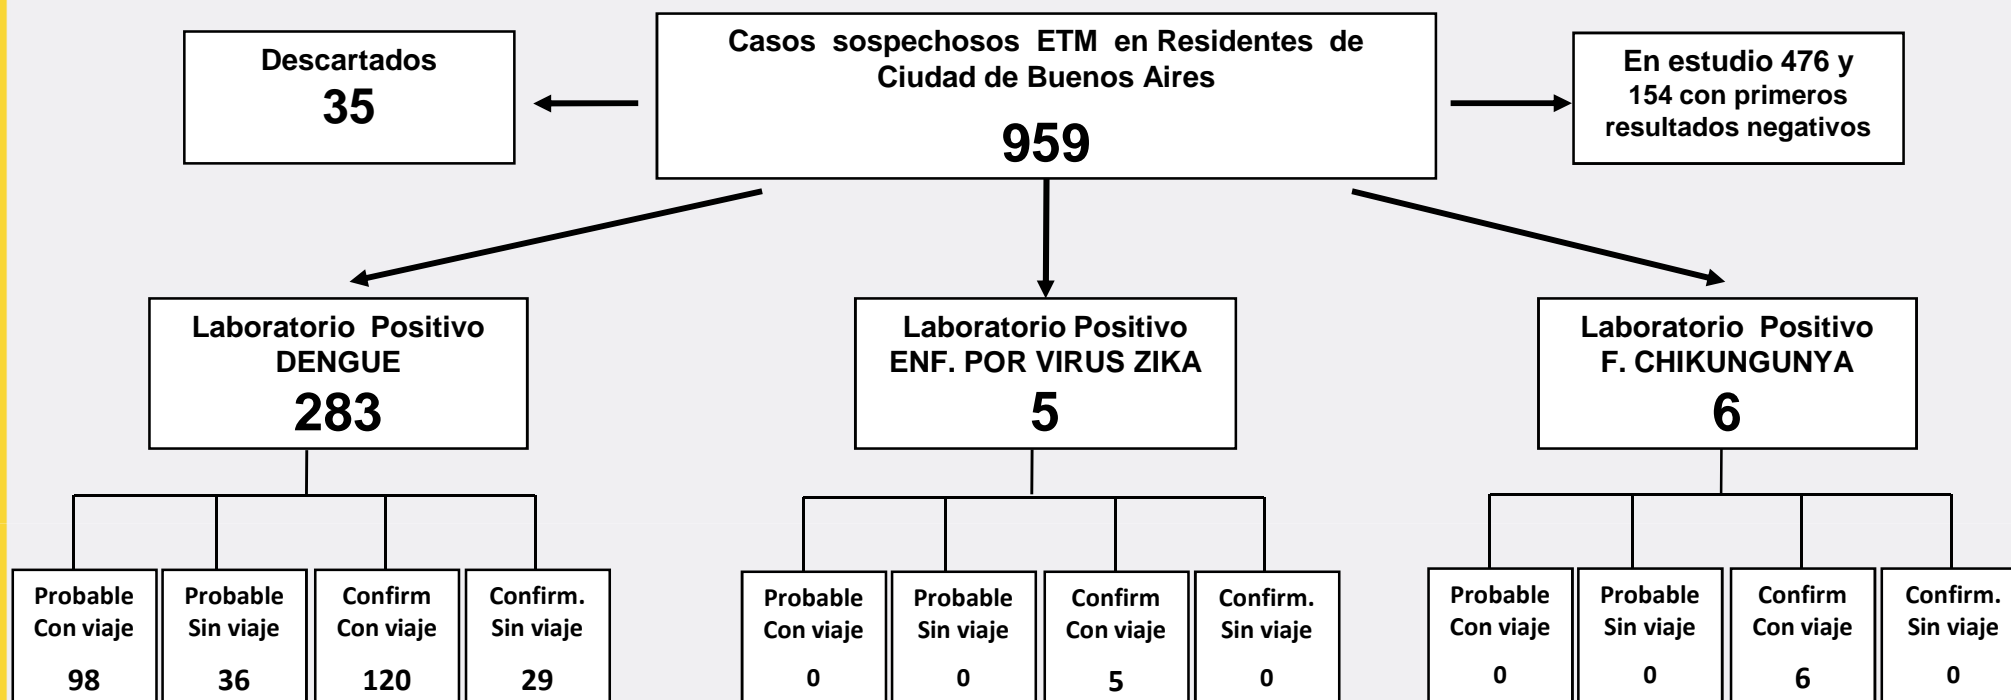 Descartados
35
Casos sospechosos ETM en Residentes de
Ciudad de Buenos Aires
959
En estudio 476 y
154 con primeros
resultados negativos
Laboratorio Positivo
DENGUE
283
Laboratorio Positivo
ENF. POR VIRUS ZIKA
5
Laboratorio Positivo
F. CHIKUNGUNYA
6
Probable
Con viaje
98
Probable
Sin viaje
36
Confirm
Con viaje
120
Confirm.
Sin viaje
29
Probable
Con viaje
0
Probable
Sin viaje
0
Confirm
Con viaje
5
Confirm.
Sin viaje
0
Probable
Con viaje
0
Probable
Sin viaje
0
Confirm
Con viaje
6
Confirm.
Sin viaje
0